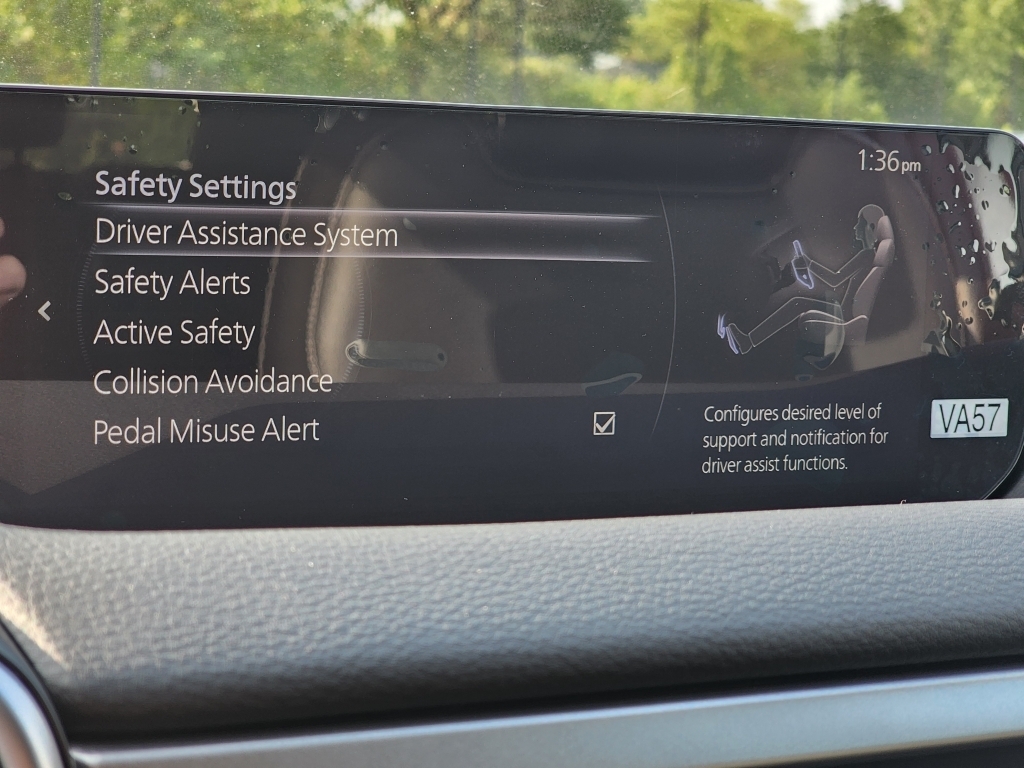 1:36pm
Safety Settings
Driver Assistance System
Safety Alerts
<
Active Safety
Collision Avoidance
Pedal Misuse Alert
Configures desired level of
support and notification for
driver assist functions.
VA57